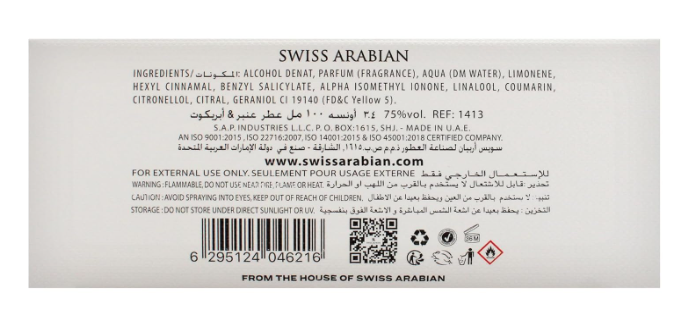 SWISS ARABIAN
INGREDIENTS/المكونات: ALCOHOL DENAT, PARFUM (FRAGRANCE), AQUA (DM WATER), LIMONENE,
HEXYL CINNAMAL, BENZYL SALICYLATE, ALPHA ISOMETHYL IONONE, LINALOOL, COUMARIN,
CITRONELLOL, CITRAL, GERANIOL CI 19140 (FD&C Yellow 5).
عطر عنبر & أبريكوت ١٠٠ مل ٣.٤ أونسه 75%vol. REF: 1413
S.A.P. INDUSTRIES L.L.C. P.O. BOX:1615, SHJ. - MADE IN U.A.E.
AN ISO 9001:2015, ISO 22716:2007, ISO 14001:2015 & ISO 45001:2018 CERTIFIED COMPANY.
سويس أربيان لصناعة العطور ذ.م.م ص.ب.١٦١٥، الشارقة - صنع في دولة الإمارات العربية المتحدة
www.swissarabian.com
FOR EXTERNAL USE ONLY. SEULEMENT POUR USAGE EXTERNE للإستعمال الخارجي فقط
WARNING: FLAMMABLE, DO NOT USE NEAR FIRE, FLAME OR HEAT. تحذير: قابل للأشتعال لا يستخدم بالقرب من اللهب او الحرارة
CAUTION: AVOID SPRAYING INTO EYES, KEEP OUT OF REACH OF CHILDREN. تنبيه: لا يستخدم بالقرب من العين ويحفظ بعيدا عن الاطفال
STORAGE: DO NOT STORE UNDER DIRECT SUNLIGHT OR UV. التخزين: يحفظ بعيدا عن اشعة الشمس المباشرة و الاشعة الفوق بنفسجية
6 295124 046216
36 M
FROM THE HOUSE OF SWISS ARABIAN